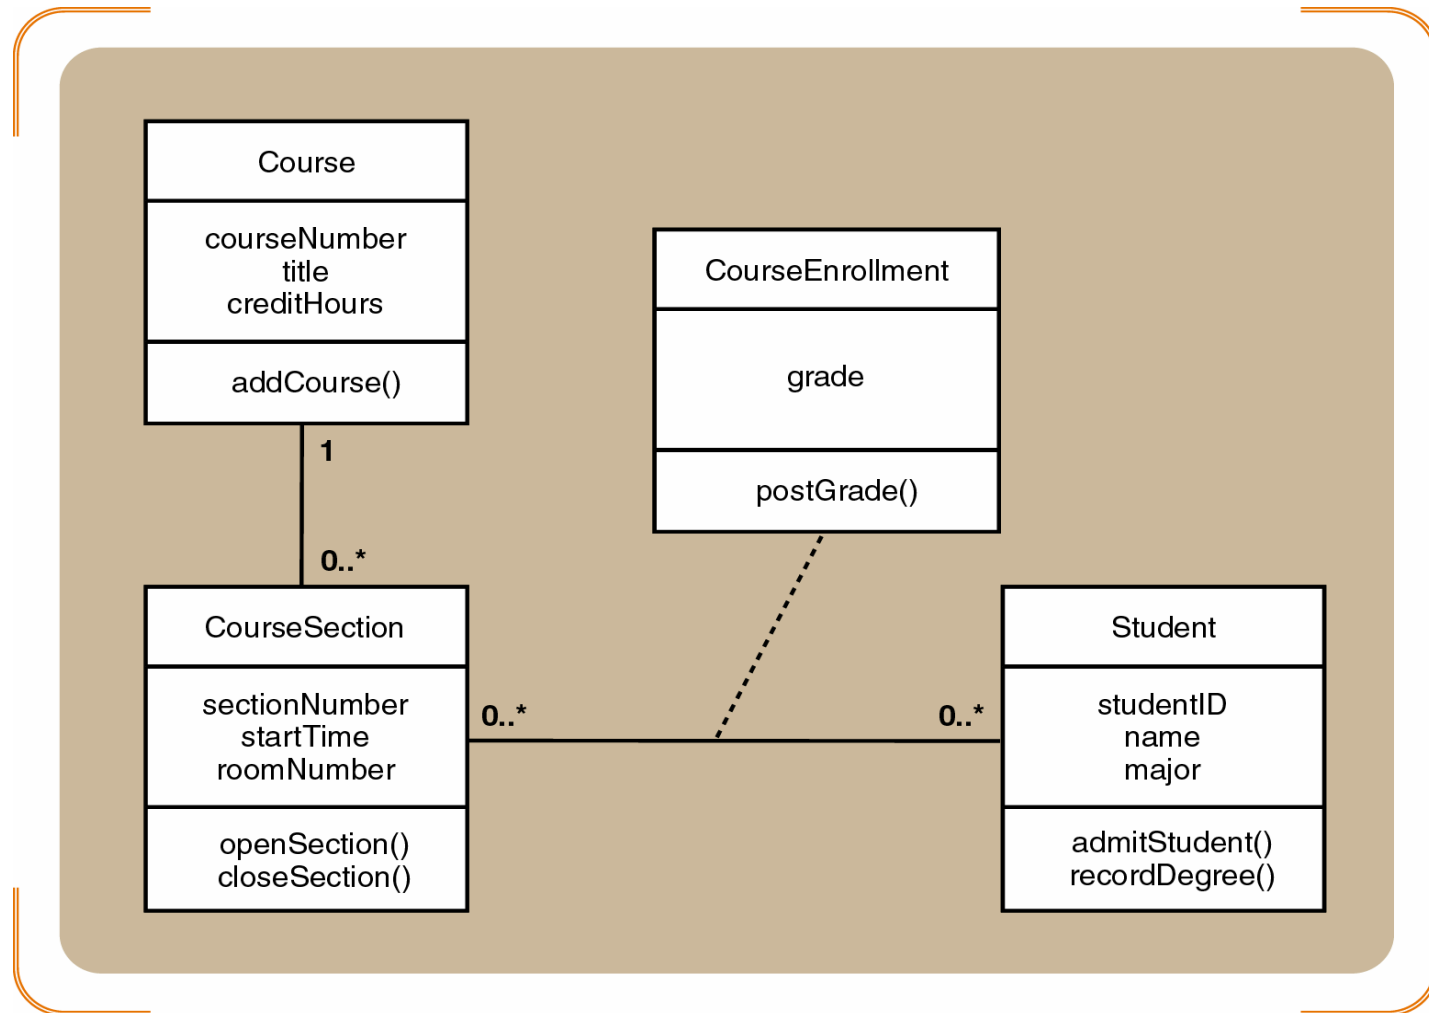 Course
courseNumber
title
creditHours
addCourse()
1
0..*
CourseEnrollment
grade
postGrade()
CourseSection
sectionNumber
startTime
roomNumber
openSection()
closeSection()
0..*
0..*
Student
studentID
name
major
admitStudent()
recordDegree()